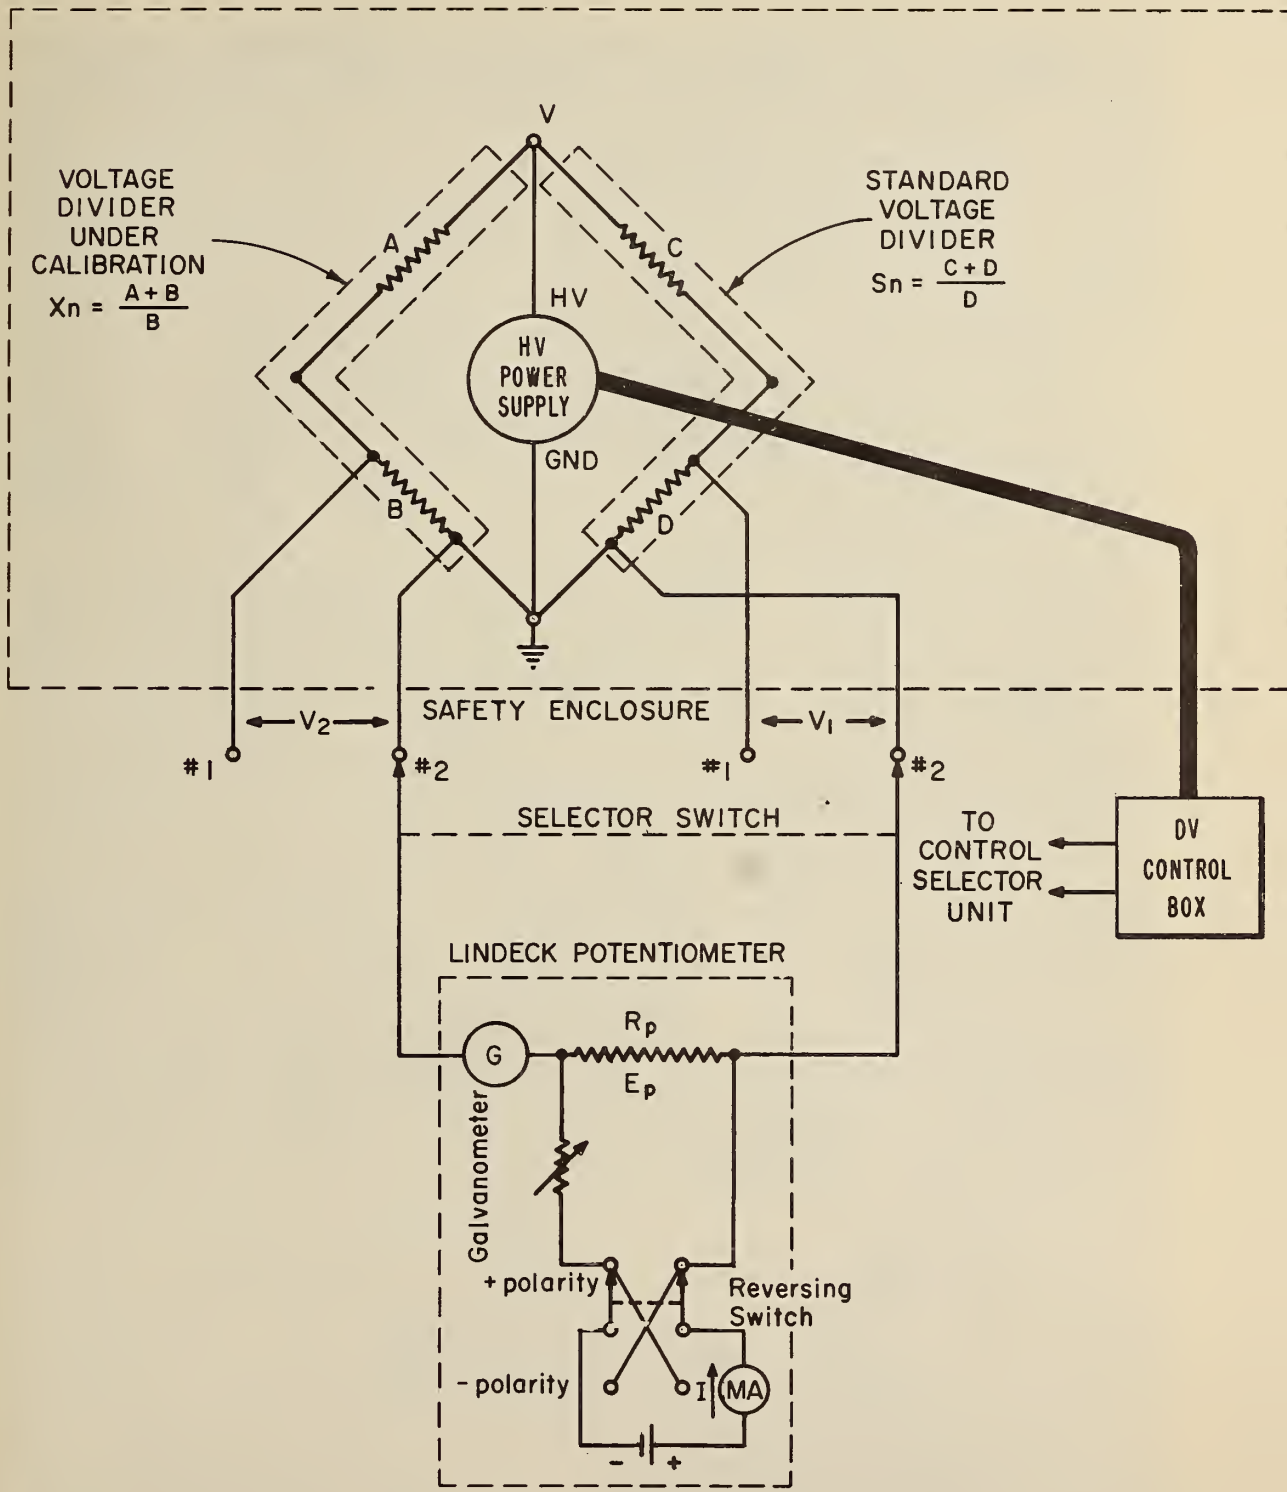 V
VOLTAGE
DIVIDER
UNDER
CALIBRATION
Xn = A + B / B
STANDARD
VOLTAGE
DIVIDER
Sn = C + D / D
A
C
HV
HV
POWER
SUPPLY
GND
B
D
SAFETY ENCLOSURE
V2
V1
#1
#2
#1
#2
SELECTOR SWITCH
TO
CONTROL
SELECTOR
UNIT
DV
CONTROL
BOX
LINDECK POTENTIOMETER
G
Rp
Ep
Galvanometer
+ polarity
Reversing
Switch
- polarity
I
MA
- +